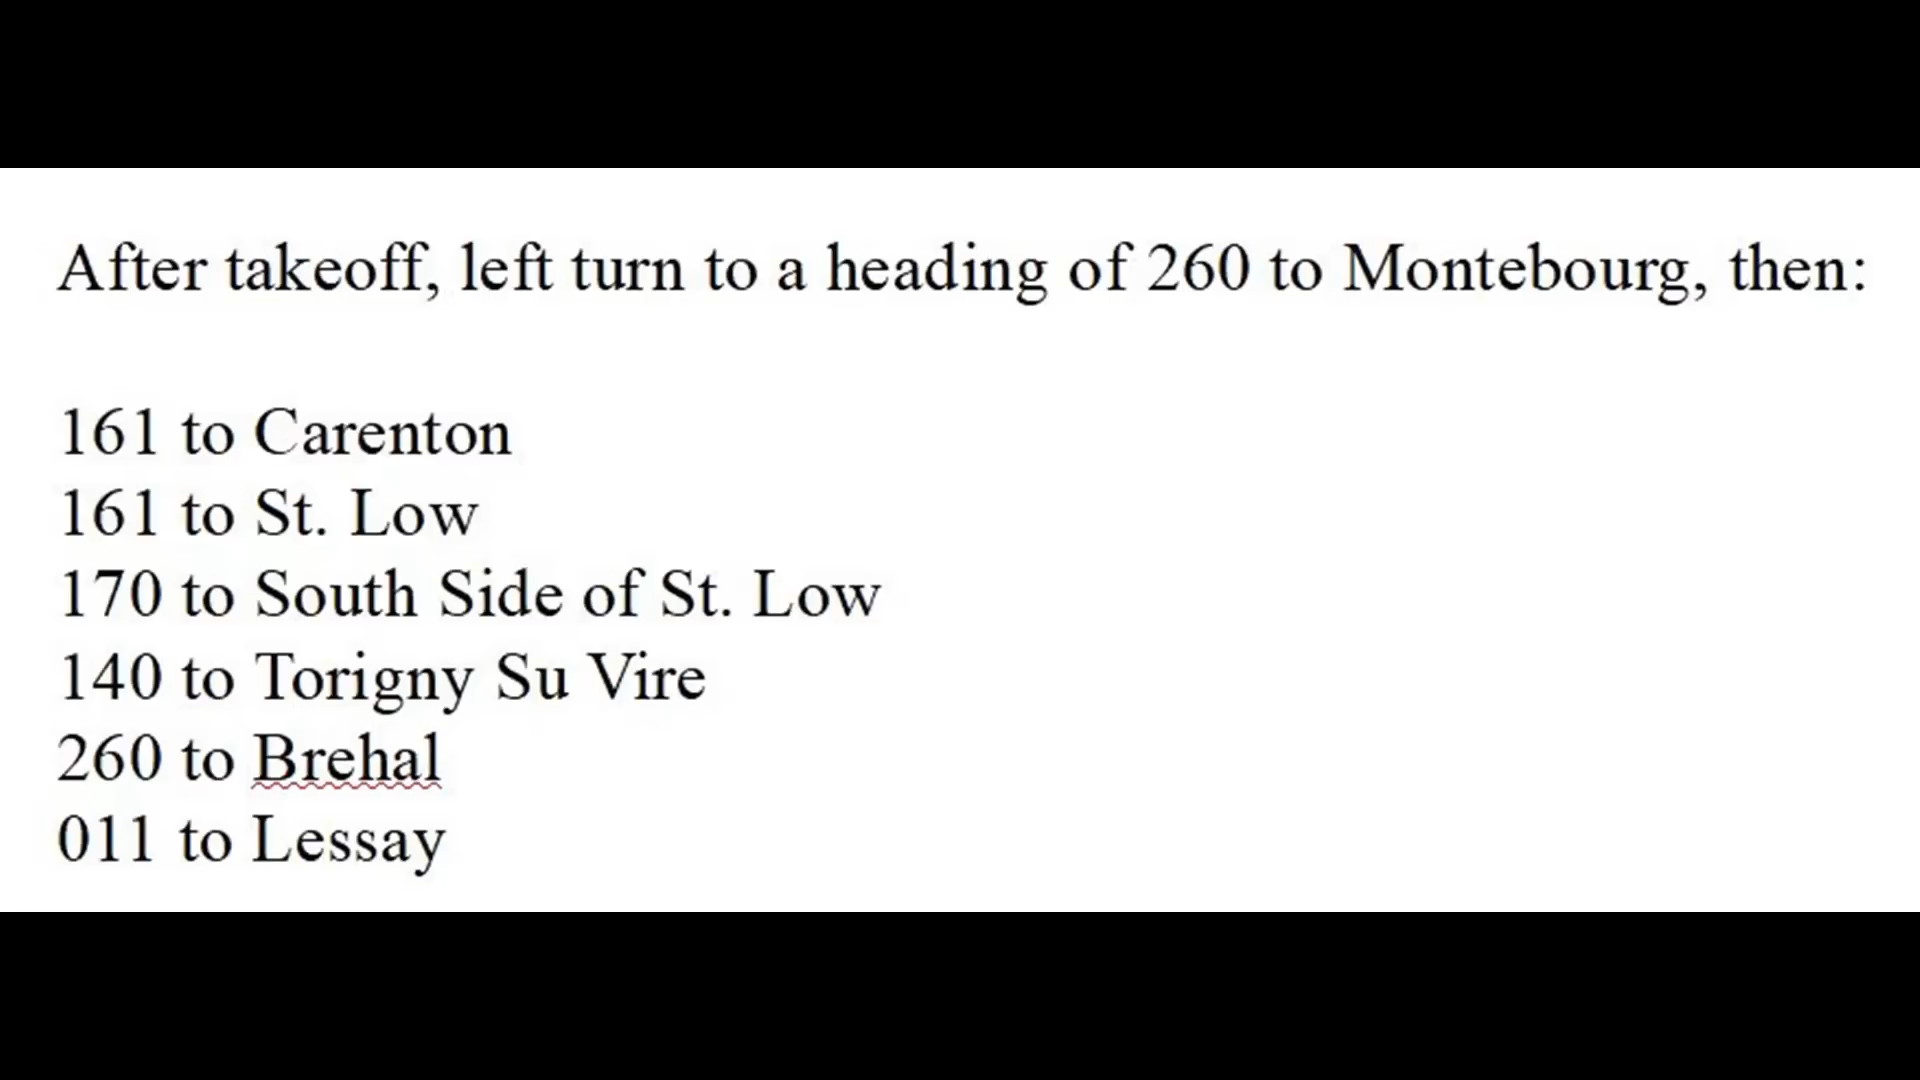 After takeoff, left turn to a heading of 260 to Montebourg, then:
161 to Carenton
161 to St. Low
170 to South Side of St. Low
140 to Torigny Su Vire
260 to Brehal
011 to Lessay